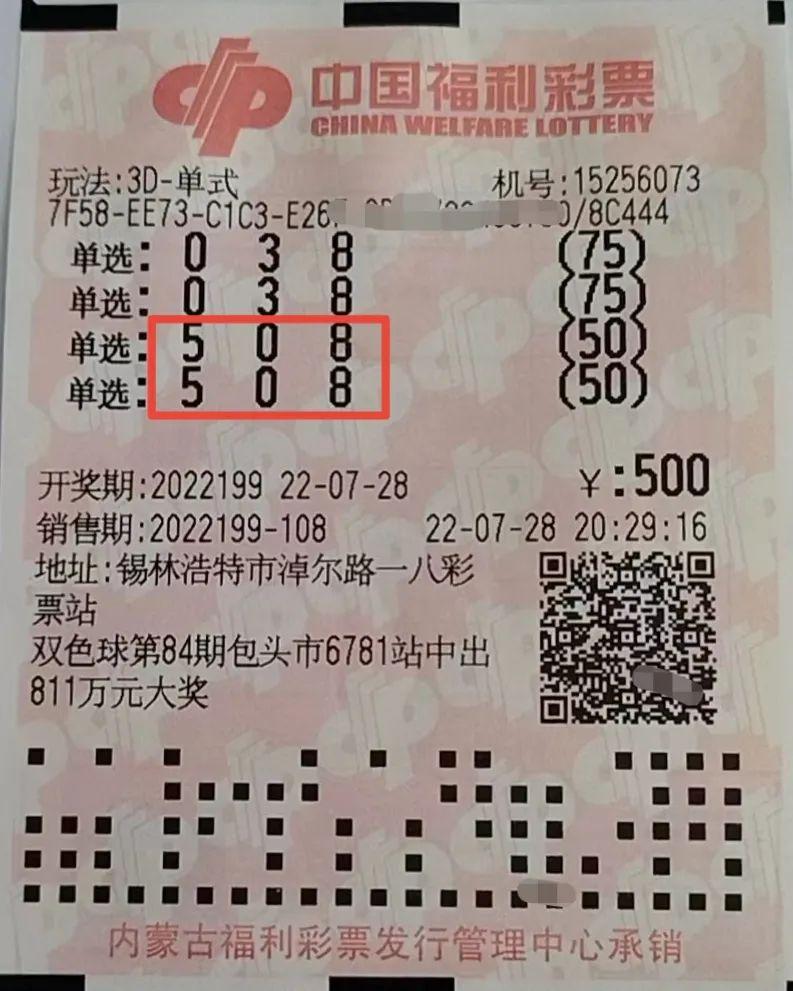 中国福利彩票
CHINA WELFARE LOTTERY
玩法:3D-单式 机号:15256073
7F58-EE73-C1C3-E26 /8C444
单选: 0 3 8 (75)
单选: 0 3 8 (75)
单选: 5 0 8 (50)
单选: 5 0 8 (50)
开奖期:2022199 22-07-28 ¥:500
销售期:2022199-108 22-07-28 20:29:16
地址:锡林浩特市淖尔路一八彩
票站
双色球第84期包头市6781站中出
811万元大奖
内蒙古福利彩票发行管理中心承销